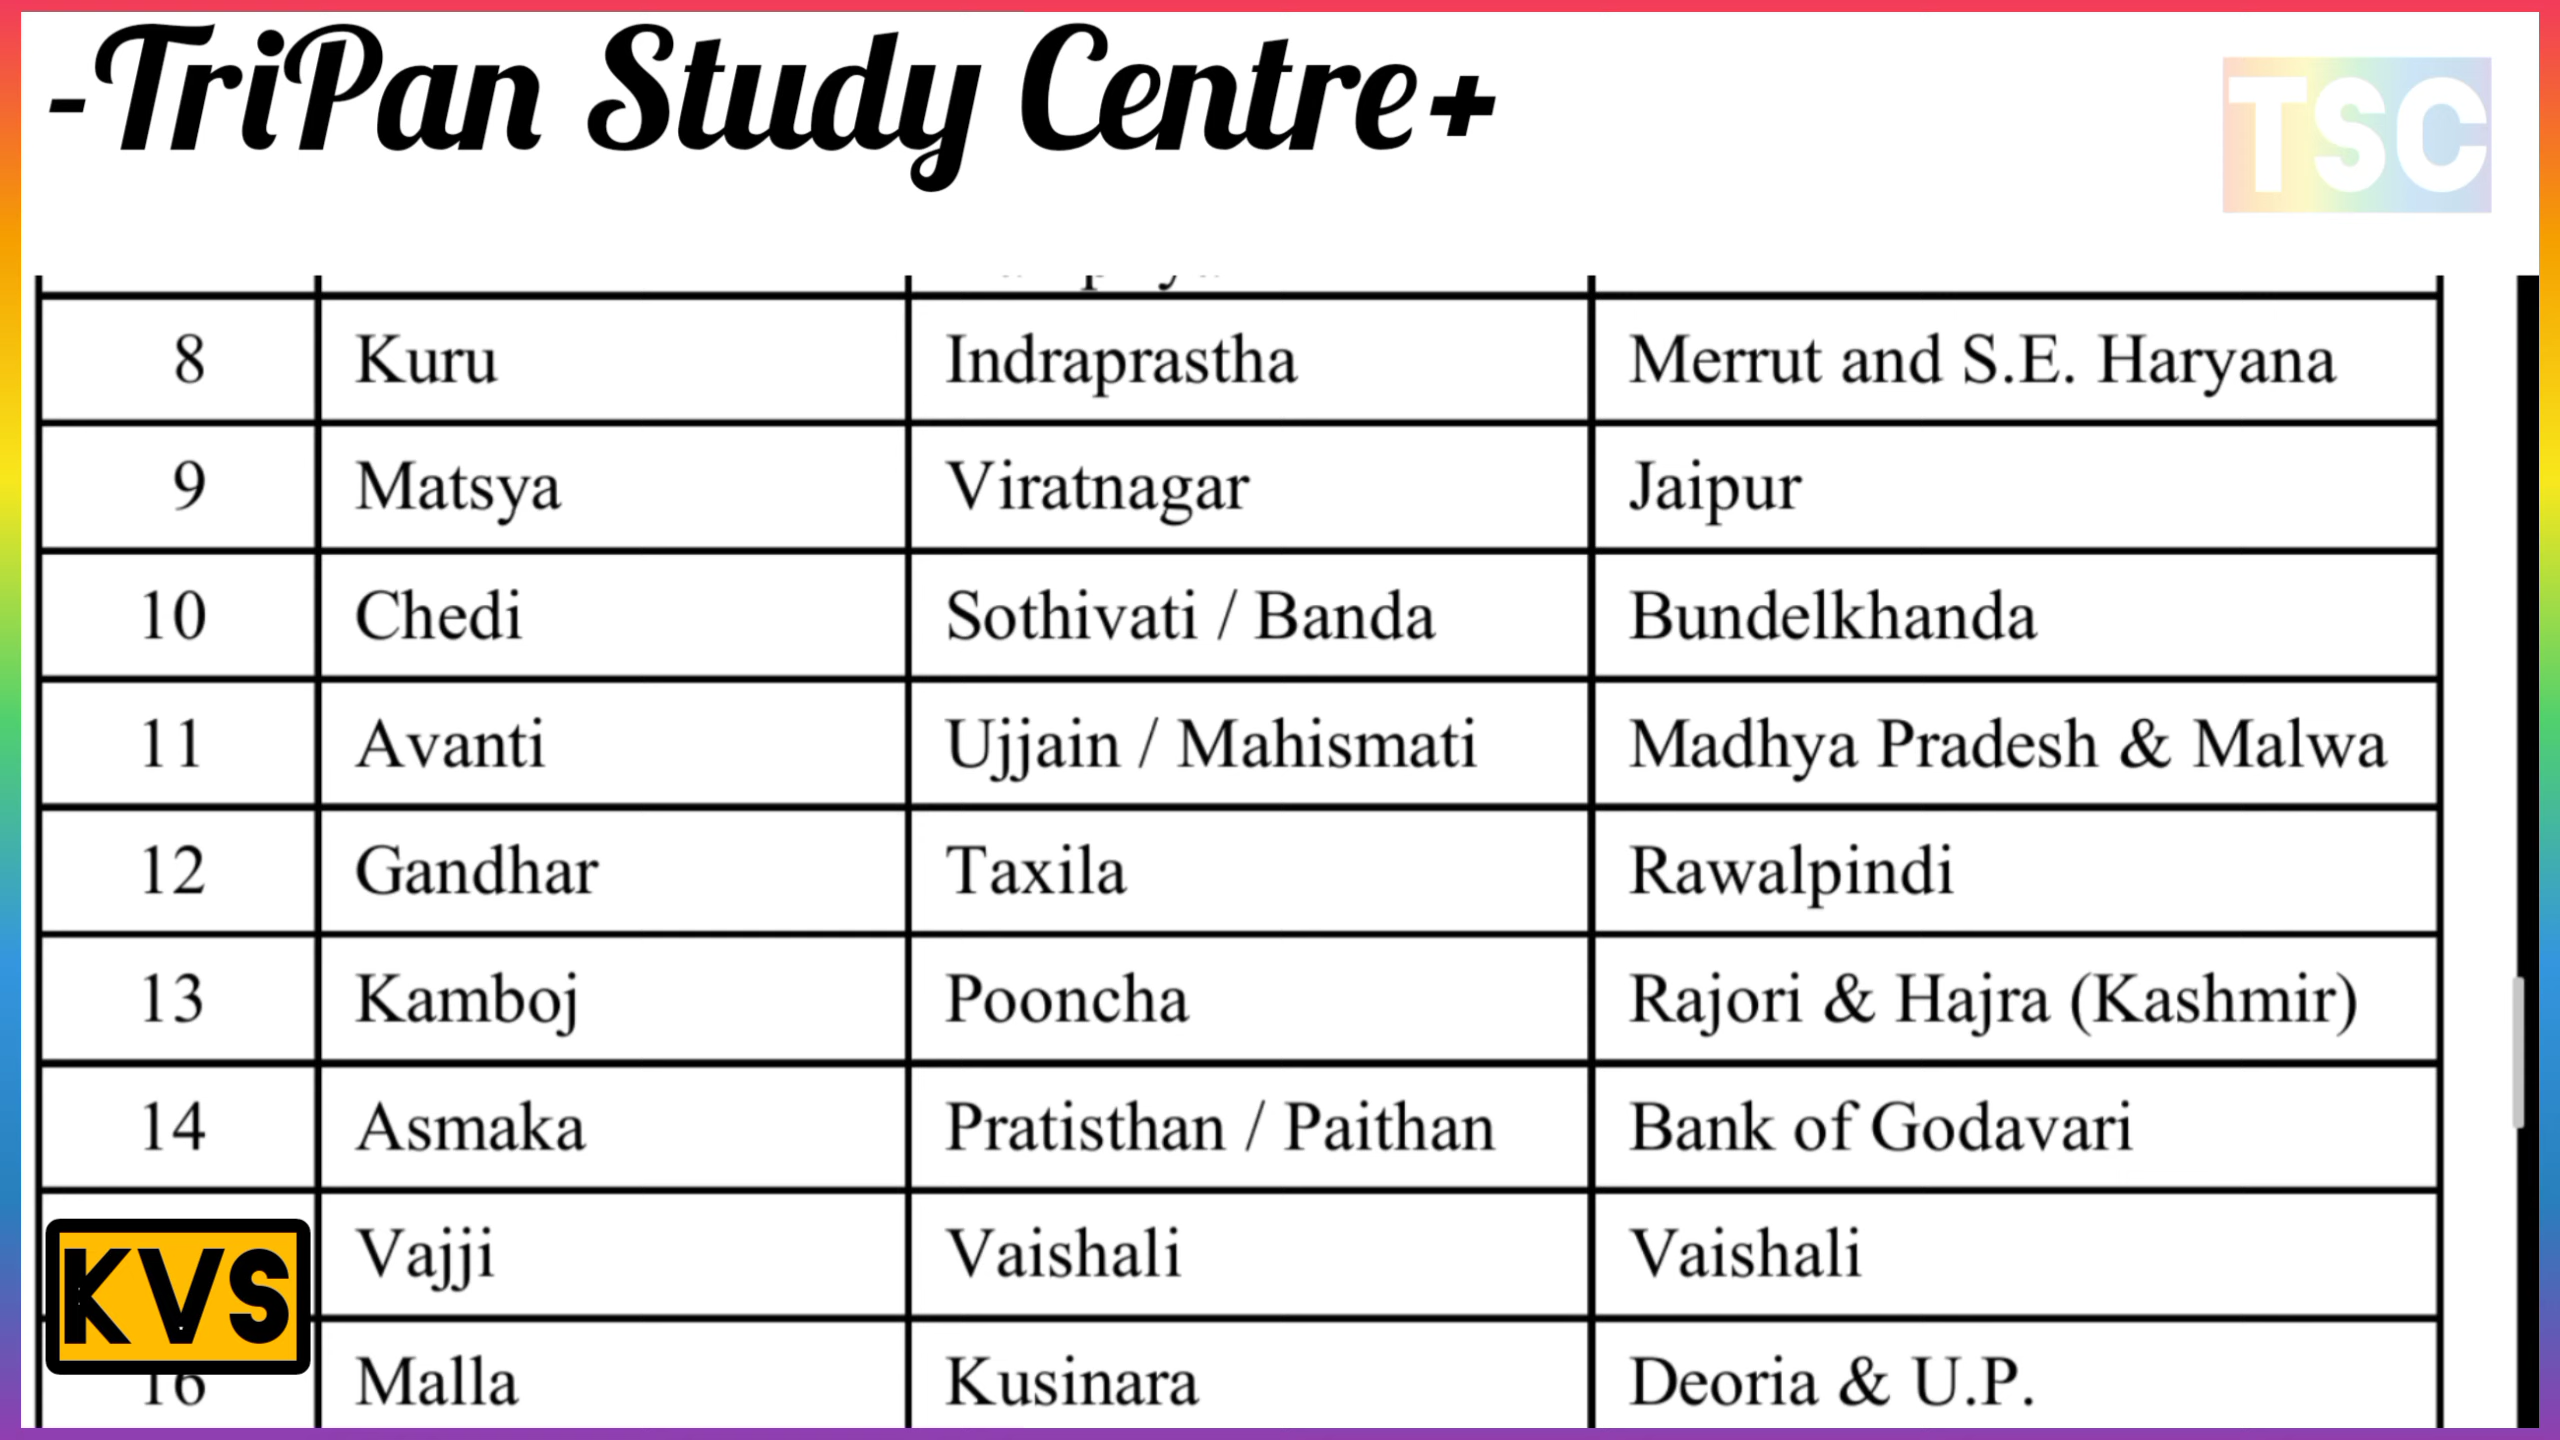 -TriPan Study Centre+
TSC
8 Kuru Indraprastha Merrut and S.E. Haryana
9 Matsya Viratnagar Jaipur
10 Chedi Sothivati / Banda Bundelkhanda
11 Avanti Ujjain / Mahismati Madhya Pradesh & Malwa
12 Gandhar Taxila Rawalpindi
13 Kamboj Pooncha Rajori & Hajra (Kashmir)
14 Asmaka Pratisthan / Paithan Bank of Godavari
Vajji Vaishali Vaishali
KVS
16 Malla Kusinara Deoria & U.P.